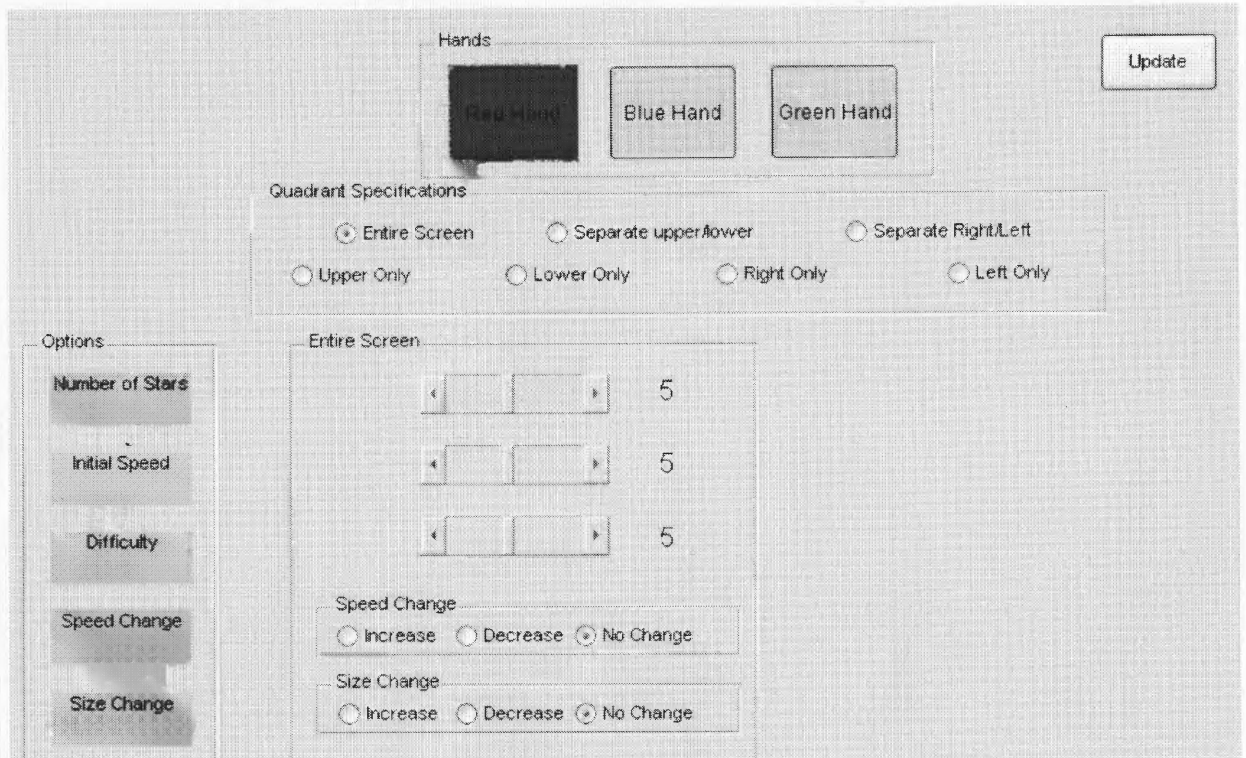 Hands
Update
Red Hand
Blue Hand
Green Hand
Quadrant Specifications
Entire Screen
Separate upper/lower
Separate Right/Left
Upper Only
Lower Only
Right Only
Left Only
Options
Entire Screen
Number of Stars
5
Initial Speed
5
Difficulty
5
Speed Change
Speed Change
Increase
Decrease
No Change
Size Change
Size Change
Increase
Decrease
No Change